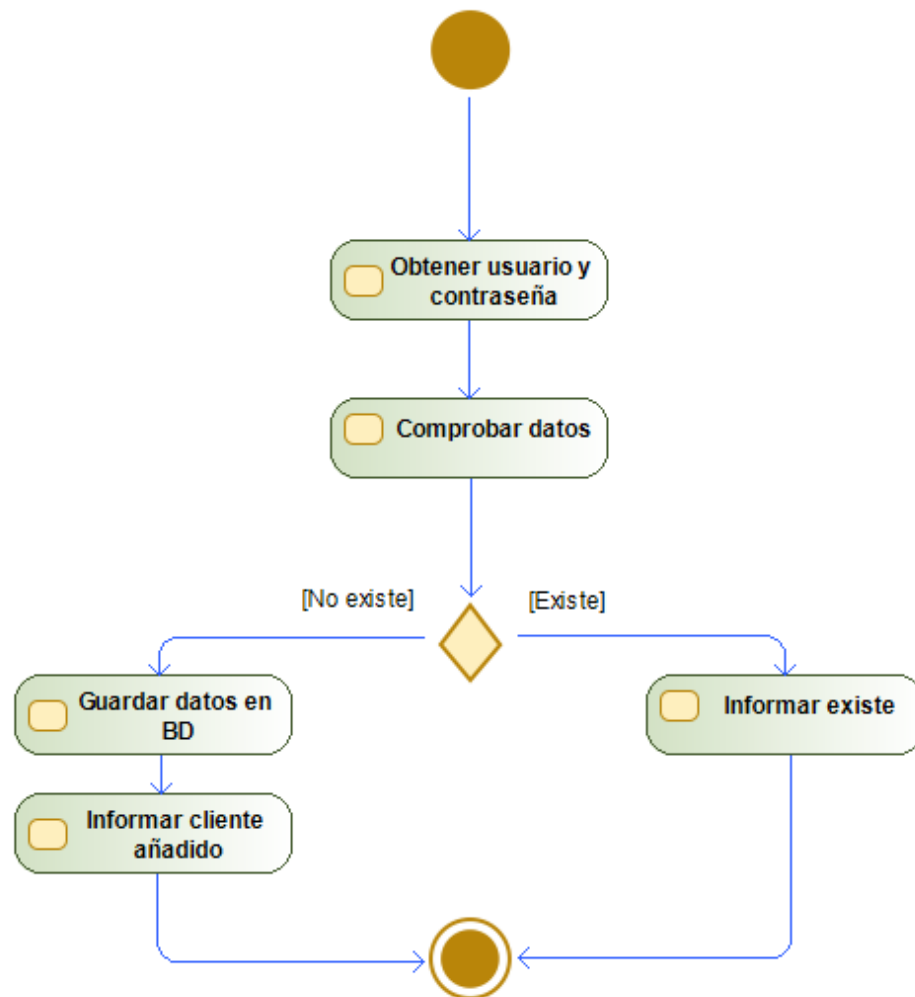 Obtener usuario y
contraseña
Comprobar datos
[No existe]
[Existe]
Guardar datos en
BD
Informar existe
Informar cliente
añadido